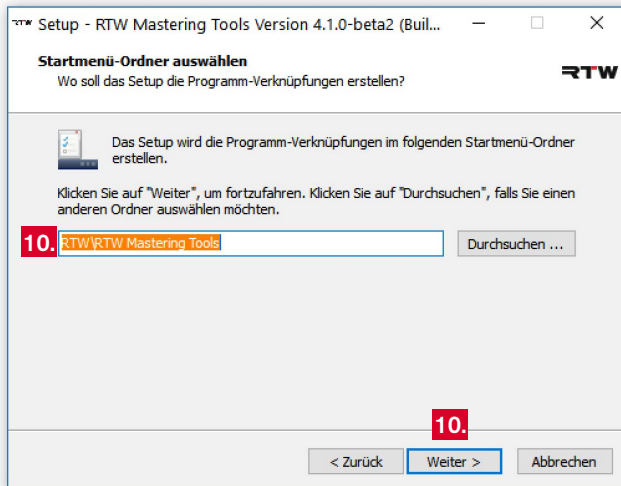 RTW Setup - RTW Mastering Tools Version 4.1.0-beta2 (Buil...
Startmenü-Ordner auswählen
Wo soll das Setup die Programm-Verknüpfungen erstellen?
RTW
Das Setup wird die Programm-Verknüpfungen im folgenden Startmenü-Ordner
erstellen.
Klicken Sie auf "Weiter", um fortzufahren. Klicken Sie auf "Durchsuchen", falls Sie einen
anderen Ordner auswählen möchten.
10. RTW\RTW Mastering Tools Durchsuchen ...
10.
< Zurück Weiter > Abbrechen